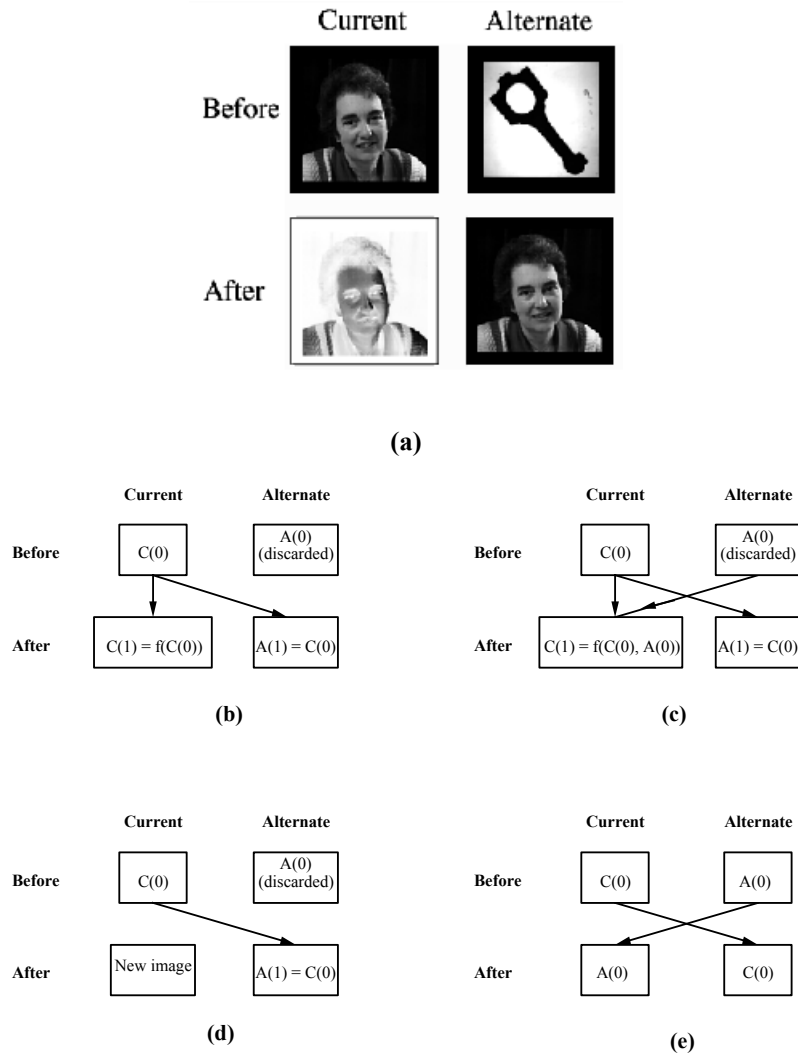 Current Alternate
Before
After
(a)
Current Alternate
Before C(0) A(0)
(discarded)
After C(1) = f(C(0)) A(1) = C(0)
(b)
Current Alternate
Before C(0) A(0)
(discarded)
After C(1) = f(C(0), A(0)) A(1) = C(0)
(c)
Current Alternate
Before C(0) A(0)
(discarded)
After New image A(1) = C(0)
(d)
Current Alternate
Before C(0) A(0)
After A(0) C(0)
(e)